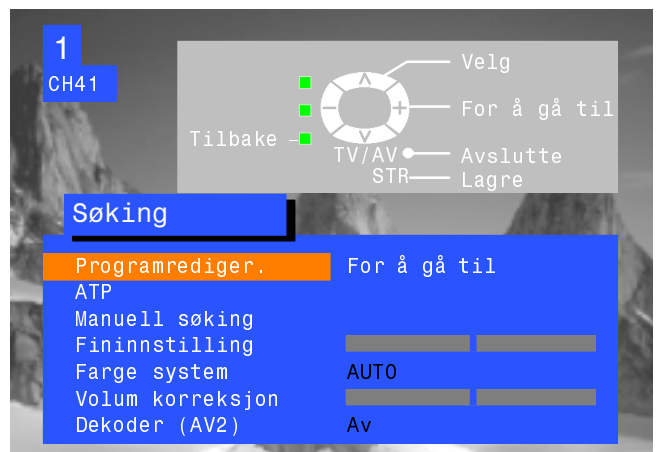 1
CH41
Velg
For å gå til
Tilbake
TV/AV Avslutte
STR Lagre
Søking
Programrediger. For å gå til
ATP
Manuell søking
Fininnstilling
Farge system AUTO
Volum korreksjon
Dekoder (AV2) Av